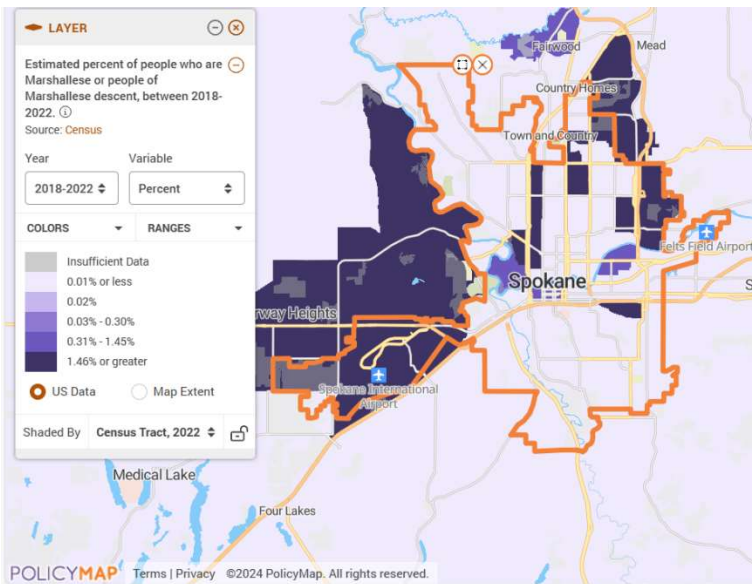 LAYER
Estimated percent of people who are
Marshallese or people of
Marshallese descent, between 2018-
2022.
Source: Census
Year Variable
2018-2022 Percent
COLORS RANGES
Insufficient Data
0.01% or less
0.02%
0.03% - 0.30%
0.31% - 1.45%
1.46% or greater
US Data Map Extent
Shaded By Census Tract, 2022
Fairwood
Mead
Country Homes
Town and Country
Felts Field Airport
Spokane
S
rway Heights
Spokane International
Airport
Medical Lake
Four Lakes
POLICYMAP Terms | Privacy ©2024 PolicyMap. All rights reserved.